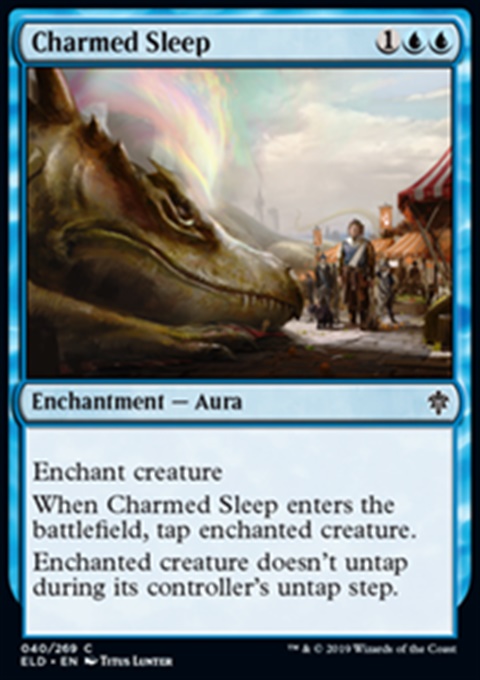 Charmed Sleep 1
Enchantment — Aura
Enchant creature
When Charmed Sleep enters the
battlefield, tap enchanted creature.
Enchanted creature doesn't untap
during its controller's untap step.
040/269 C
ELD • EN Titus Lunter
™ & © 2019 Wizards of the Coast